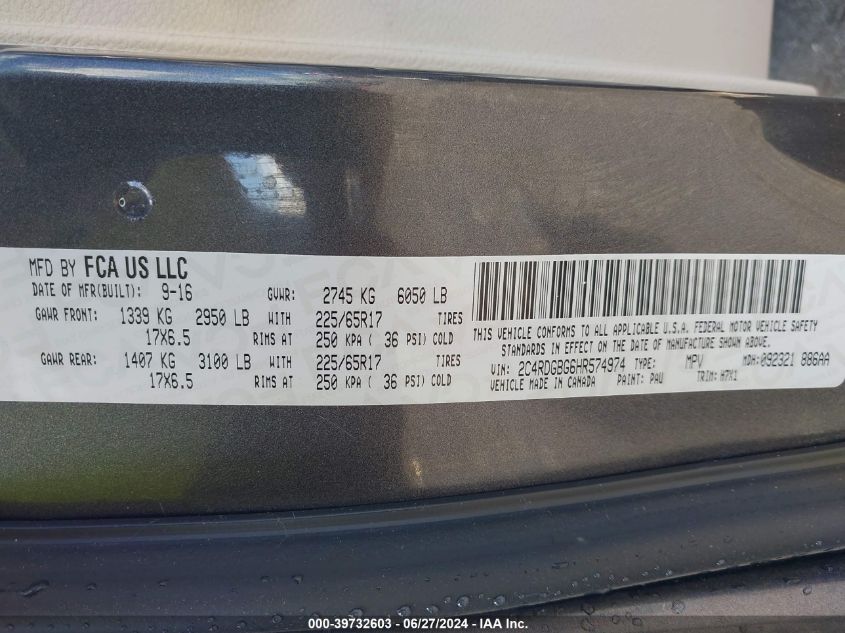 MFD BY FCA US LLC
DATE OF MFR(BUILT): 9-16 GVWR: 2745 KG 6050 LB
GAWR FRONT: 1339 KG 2950 LB WITH 225/65R17 TIRES
17X6.5 RIMS AT 250 KPA ( 36 PSI) COLD
GAWR REAR: 1407 KG 3100 LB WITH 225/65R17 TIRES
17X6.5 RIMS AT 250 KPA ( 36 PSI) COLD
THIS VEHICLE CONFORMS TO ALL APPLICABLE U.S.A. FEDERAL MOTOR VEHICLE SAFETY
STANDARDS IN EFFECT ON THE DATE OF MANUFACTURE SHOWN ABOVE.
VIN: 2C4RDGBG6HR574974 TYPE: MPV MDH:092321 886AA
VEHICLE MADE IN CANADA PAINT: PAU TRIM: H7X1
000-39732603 - 06/27/2024 - IAA Inc.